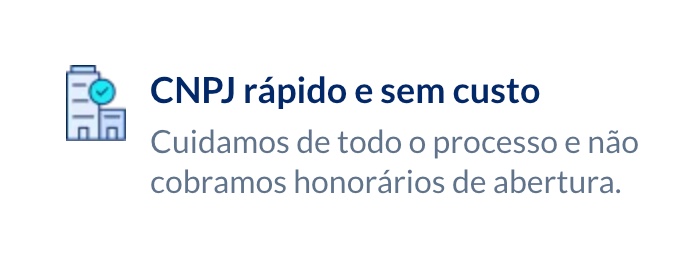 CNPJ rápido e sem custo
Cuidamos de todo o processo e não
cobramos honorários de abertura.